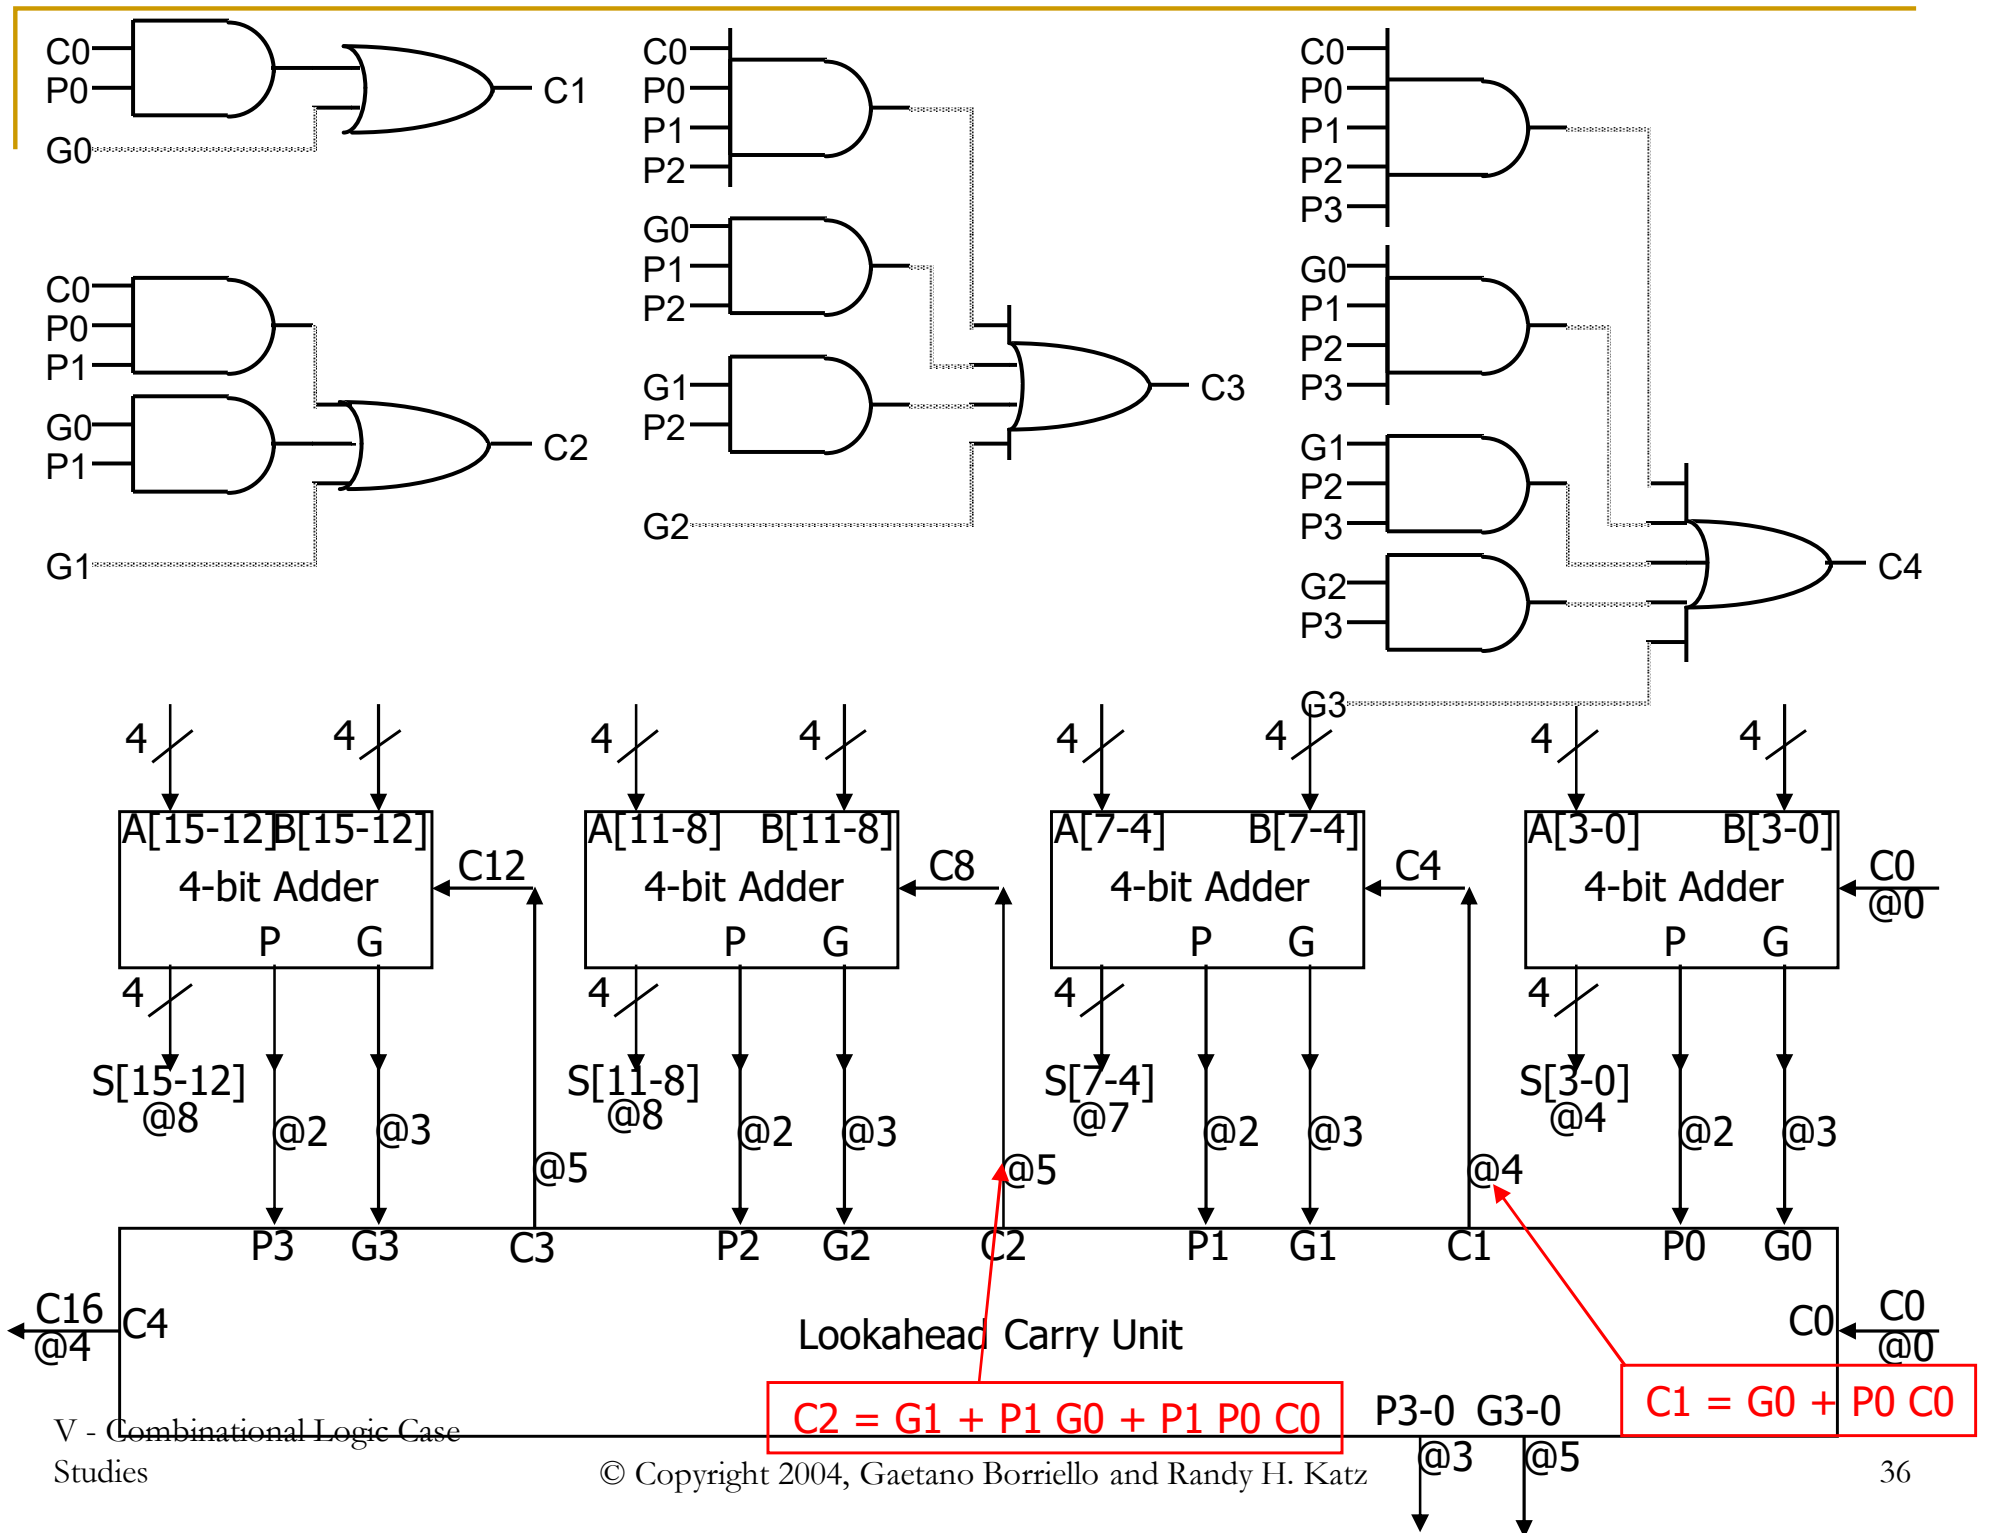 C0
P0
G0
C1
C0
P0
P1
G0
P1
G1
C2
C0
P0
P1
P2
G0
P1
P2
G1
P2
G2
C3
C0
P0
P1
P2
P3
G0
P1
P2
P3
G1
P2
P3
G2
P3
G3
C4
4 4 4 4 4 4 4 4
A[15-12] B[15-12] A[11-8] B[11-8] A[7-4] B[7-4] A[3-0] B[3-0]
4-bit Adder C12 4-bit Adder C8 4-bit Adder C4 4-bit Adder C0
@0
P G P G P G P G
4 4 4 4
S[15-12] S[11-8] S[7-4] S[3-0]
@8 @8 @7 @4
@2 @3 @2 @3 @2 @3 @2 @3
@5 @5 @4
P3 G3 C3 P2 G2 C2 P1 G1 C1 P0 G0
C16 C4 Lookahead Carry Unit C0 C0
@4 @0
C2 = G1 + P1 G0 + P1 P0 C0
P3-0 G3-0
C1 = G0 + P0 C0
@3 @5
V - Combinational Logic Case
Studies
© Copyright 2004, Gaetano Borriello and Randy H. Katz
36